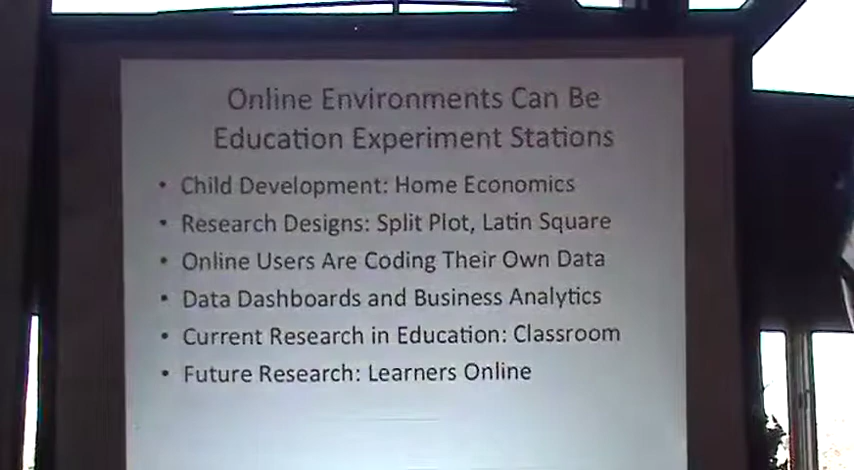 Online Environments Can Be
Education Experiment Stations
• Child Development: Home Economics
• Research Designs: Split Plot, Latin Square
• Online Users Are Coding Their Own Data
• Data Dashboards and Business Analytics
• Current Research in Education: Classroom
• Future Research: Learners Online